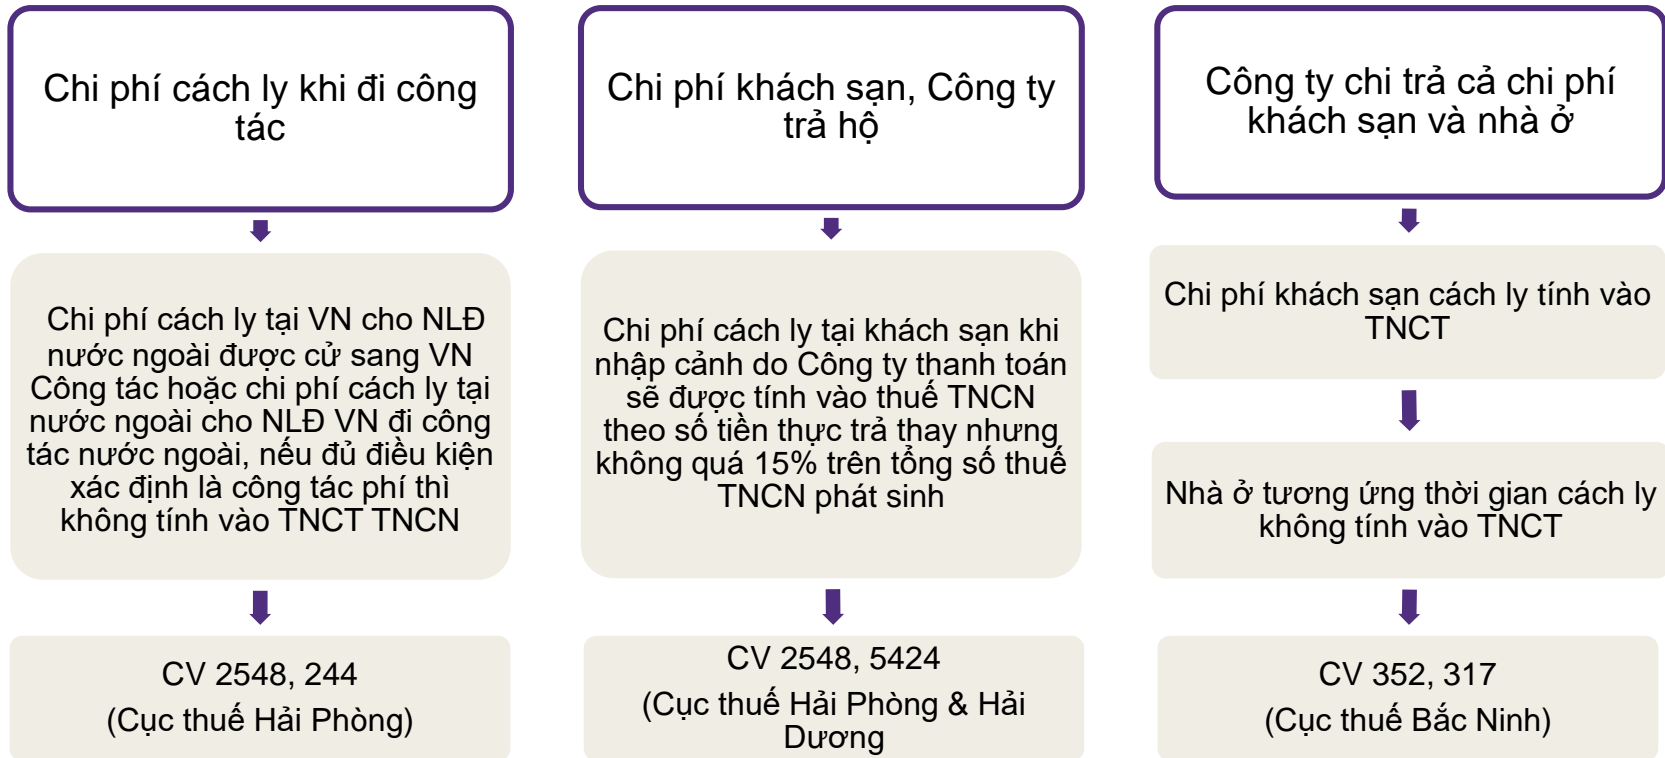 Chi phí cách ly khi đi công
tác
Chi phí cách ly tại VN cho NLĐ
nước ngoài được cử sang VN
Công tác hoặc chi phí cách ly tại
nước ngoài cho NLĐ VN đi công
tác nước ngoài, nếu đủ điều kiện
xác định là công tác phí thì
không tính vào TNCT TNCN
CV 2548, 244
(Cục thuế Hải Phòng)
Chi phí khách sạn, Công ty
trả hộ
Chi phí cách ly tại khách sạn khi
nhập cảnh do Công ty thanh toán
sẽ được tính vào thuế TNCN
theo số tiền thực trả thay nhưng
không quá 15% trên tổng số thuế
TNCN phát sinh
CV 2548, 5424
(Cục thuế Hải Phòng & Hải
Dương
Công ty chi trả cả chi phí
khách sạn và nhà ở
Chi phí khách sạn cách ly tính vào
TNCT
Nhà ở tương ứng thời gian cách ly
không tính vào TNCT
CV 352, 317
(Cục thuế Bắc Ninh)